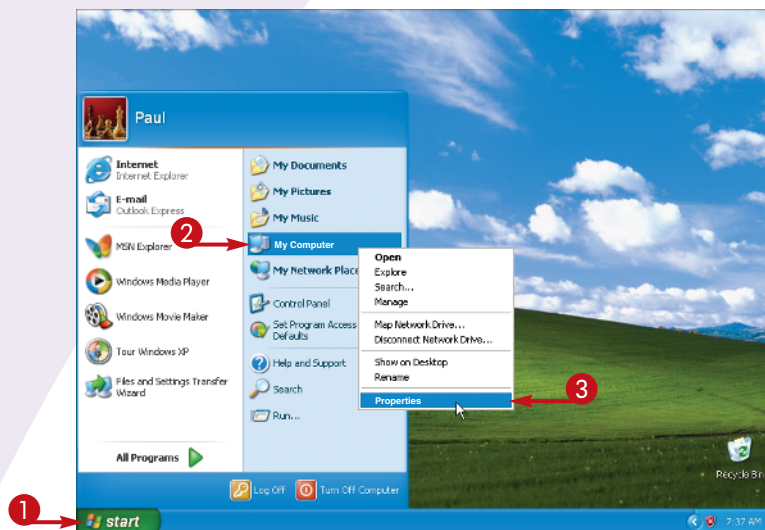 Paul
Internet
Internet Explorer
E-mail
Outlook Express
MSN Explorer
Windows Media Player
Windows Movie Maker
Tour Windows XP
Files and Settings Transfer
Wizard
All Programs
My Documents
My Pictures
My Music
2
My Computer
My Network Place
Control Panel
Set Program Access
Defaults
Help and Support
Search
Run...
Open
Explore
Search...
Manage
Map Network Drive...
Disconnect Network Drive...
Show on Desktop
Rename
Properties
3
Recycle Bin
Log Off
Turn Off Computer
1
start
7:37 AM